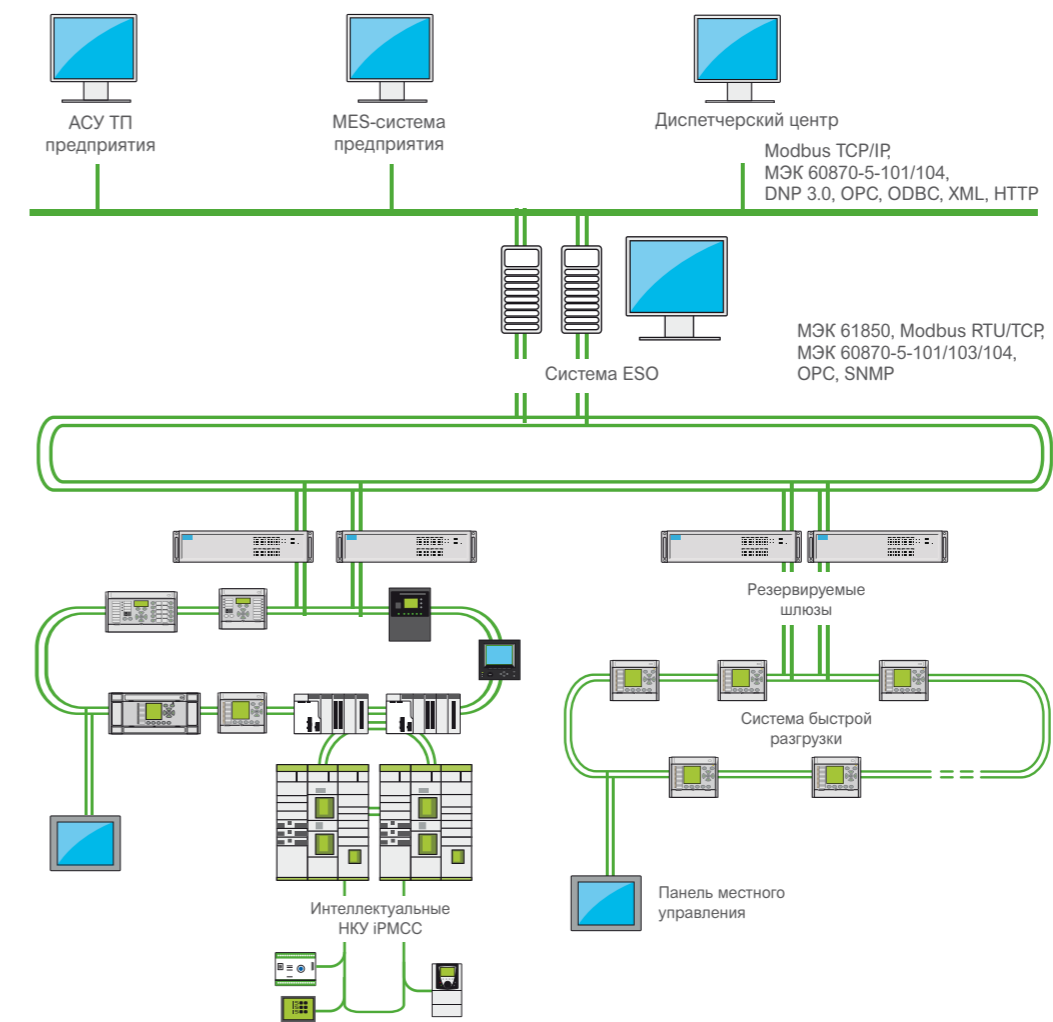 АСУ ТП
предприятия
MES-система
предприятия
Диспетчерский центр
Modbus TCP/IP,
МЭК 60870-5-101/104,
DNP 3.0, OPC, ODBC, XML, HTTP
МЭК 61850, Modbus RTU/TCP,
МЭК 60870-5-101/103/104,
OPC, SNMP
Система ESO
Резервируемые
шлюзы
Система быстрой
разгрузки
Интеллектуальные
НКУ iPMCC
Панель местного
управления